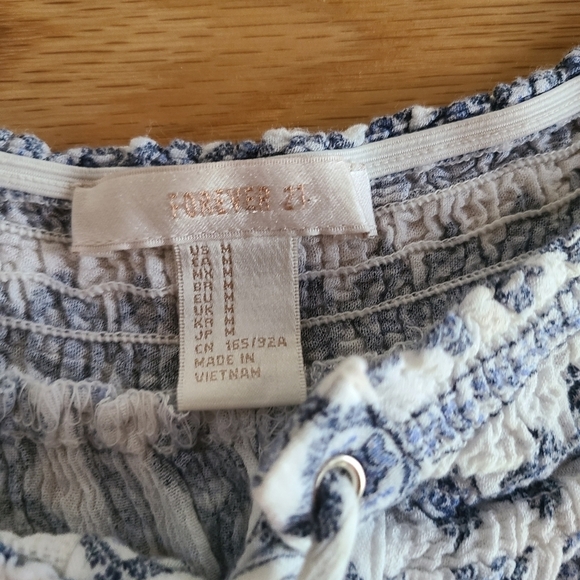 FOREVER 21
US M
CA M
MX M
BR M
EU M
UK M
KR M
JP M
CN 165/92A
MADE IN
VIETNAM